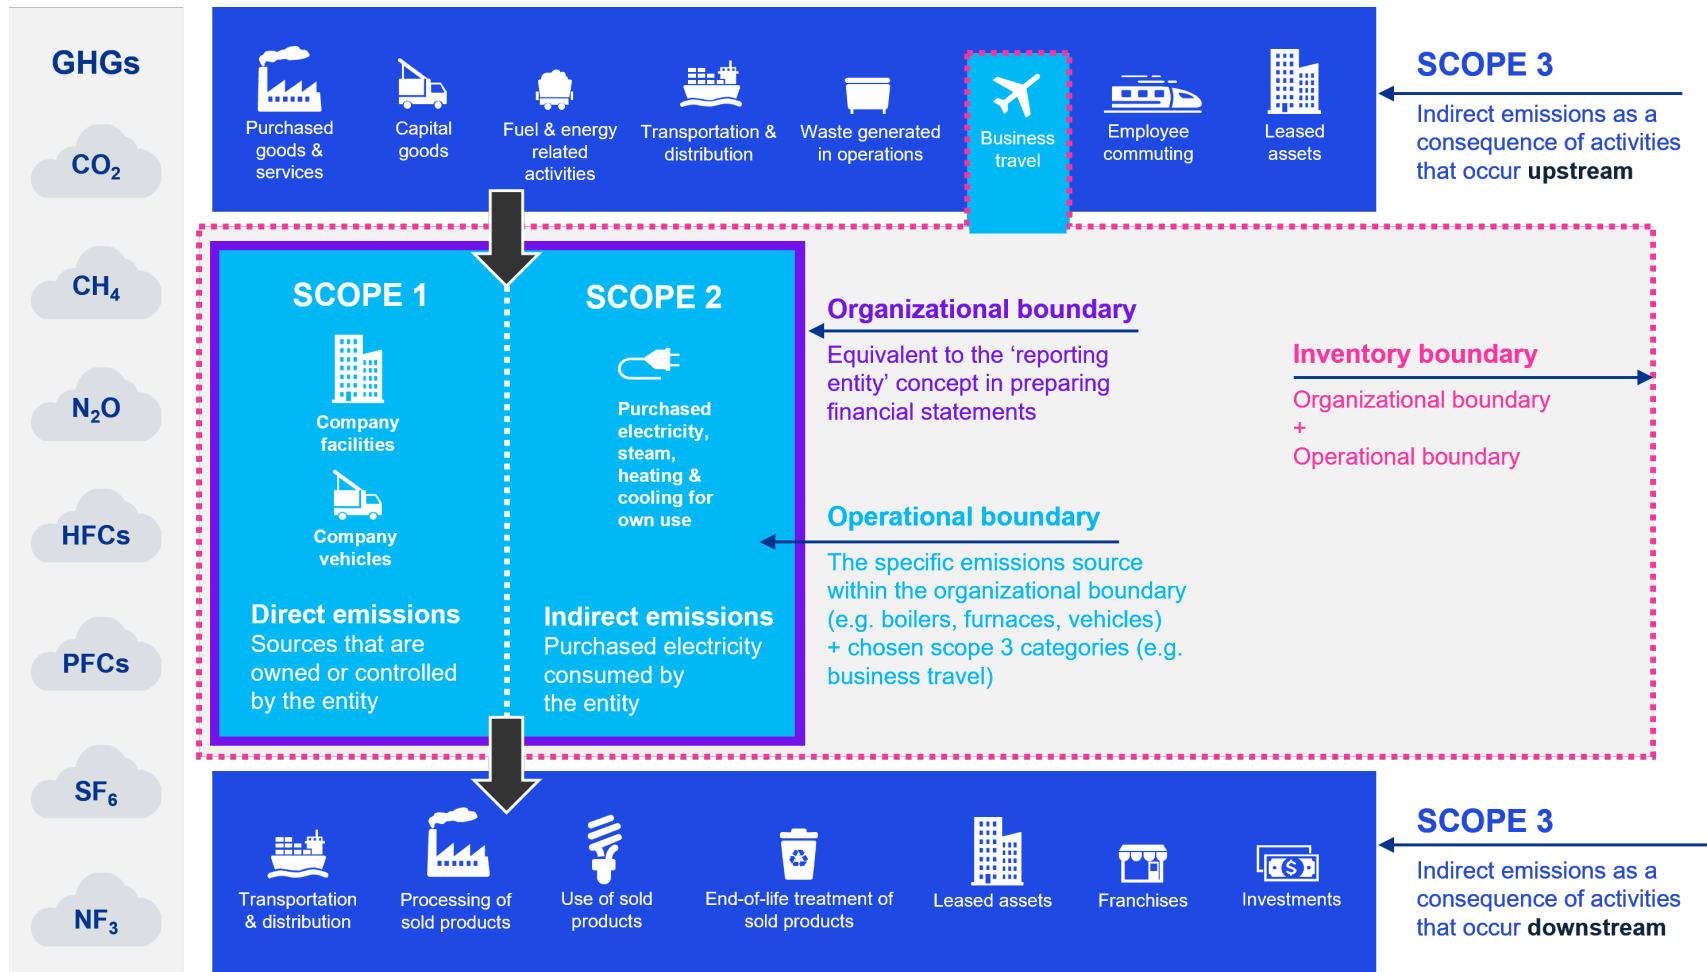 GHGs
CO₂
CH₄
N₂O
HFCs
PFCs
SF₆
NF₃
Purchased
goods &
services
Capital
goods
Fuel & energy
related
activities
Transportation &
distribution
Waste generated
in operations
Business
travel
Employee
commuting
Leased
assets
SCOPE 3
Indirect emissions as a
consequence of activities
that occur upstream
SCOPE 1
Company
facilities
Company
vehicles
Direct emissions
Sources that are
owned or controlled
by the entity
SCOPE 2
Purchased
electricity,
steam,
heating &
cooling for
own use
Indirect emissions
Purchased electricity
consumed by
the entity
Organizational boundary
Equivalent to the ‘reporting
entity’ concept in preparing
financial statements
Operational boundary
The specific emissions source
within the organizational boundary
(e.g. boilers, furnaces, vehicles)
+ chosen scope 3 categories (e.g.
business travel)
Inventory boundary
Organizational boundary
+
Operational boundary
Transportation
& distribution
Processing of
sold products
Use of sold
products
End-of-life treatment of
sold products
Leased assets
Franchises
$
Investments
SCOPE 3
Indirect emissions as a
consequence of activities
that occur downstream